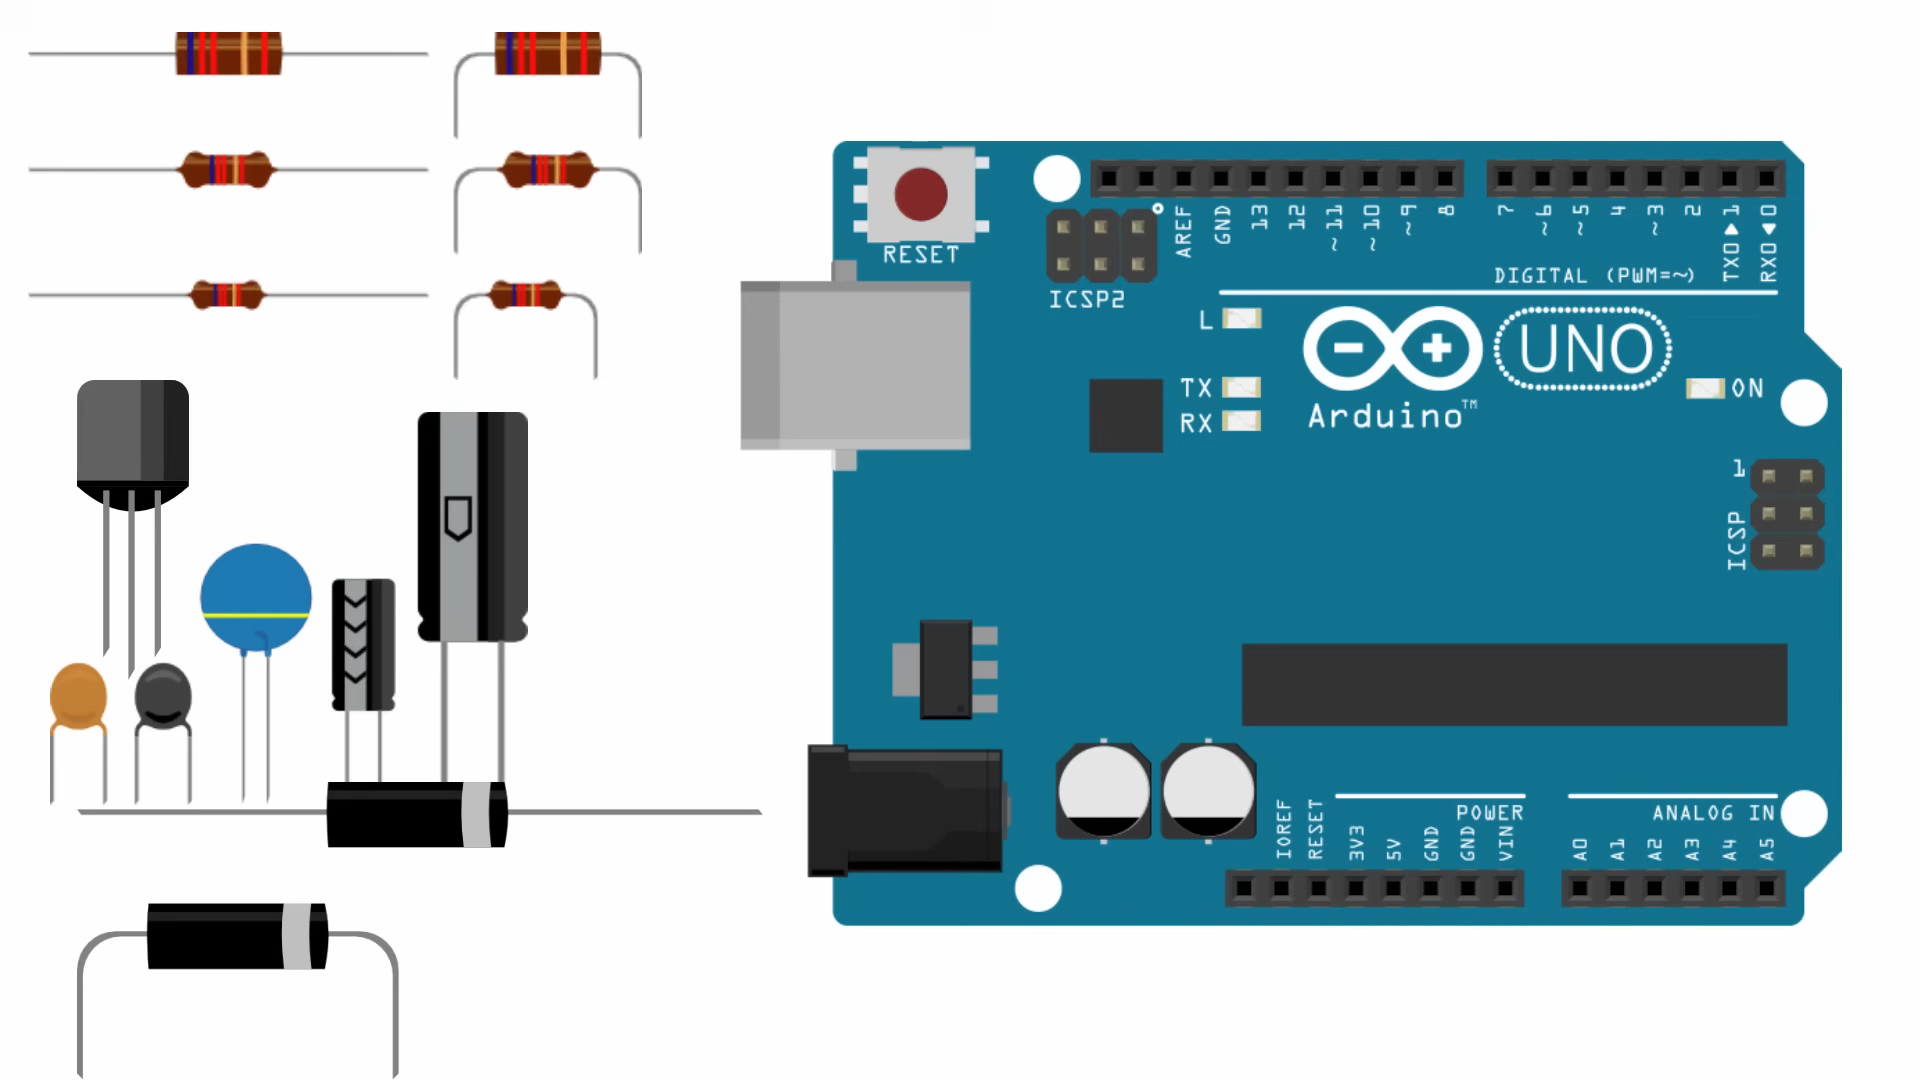 RESET
ICSP2
AREF
GND
13
12
~11
~10
~9
8
7
~6
~5
4
~3
2
TX0▶1
RX0◀0
DIGITAL (PWM=~)
L
TX
RX
Arduino™
UNO
ON
1
ICSP
IOREF
RESET
3V3
5V
GND
GND
VIN
POWER
ANALOG IN
A0
A1
A2
A3
A4
A5